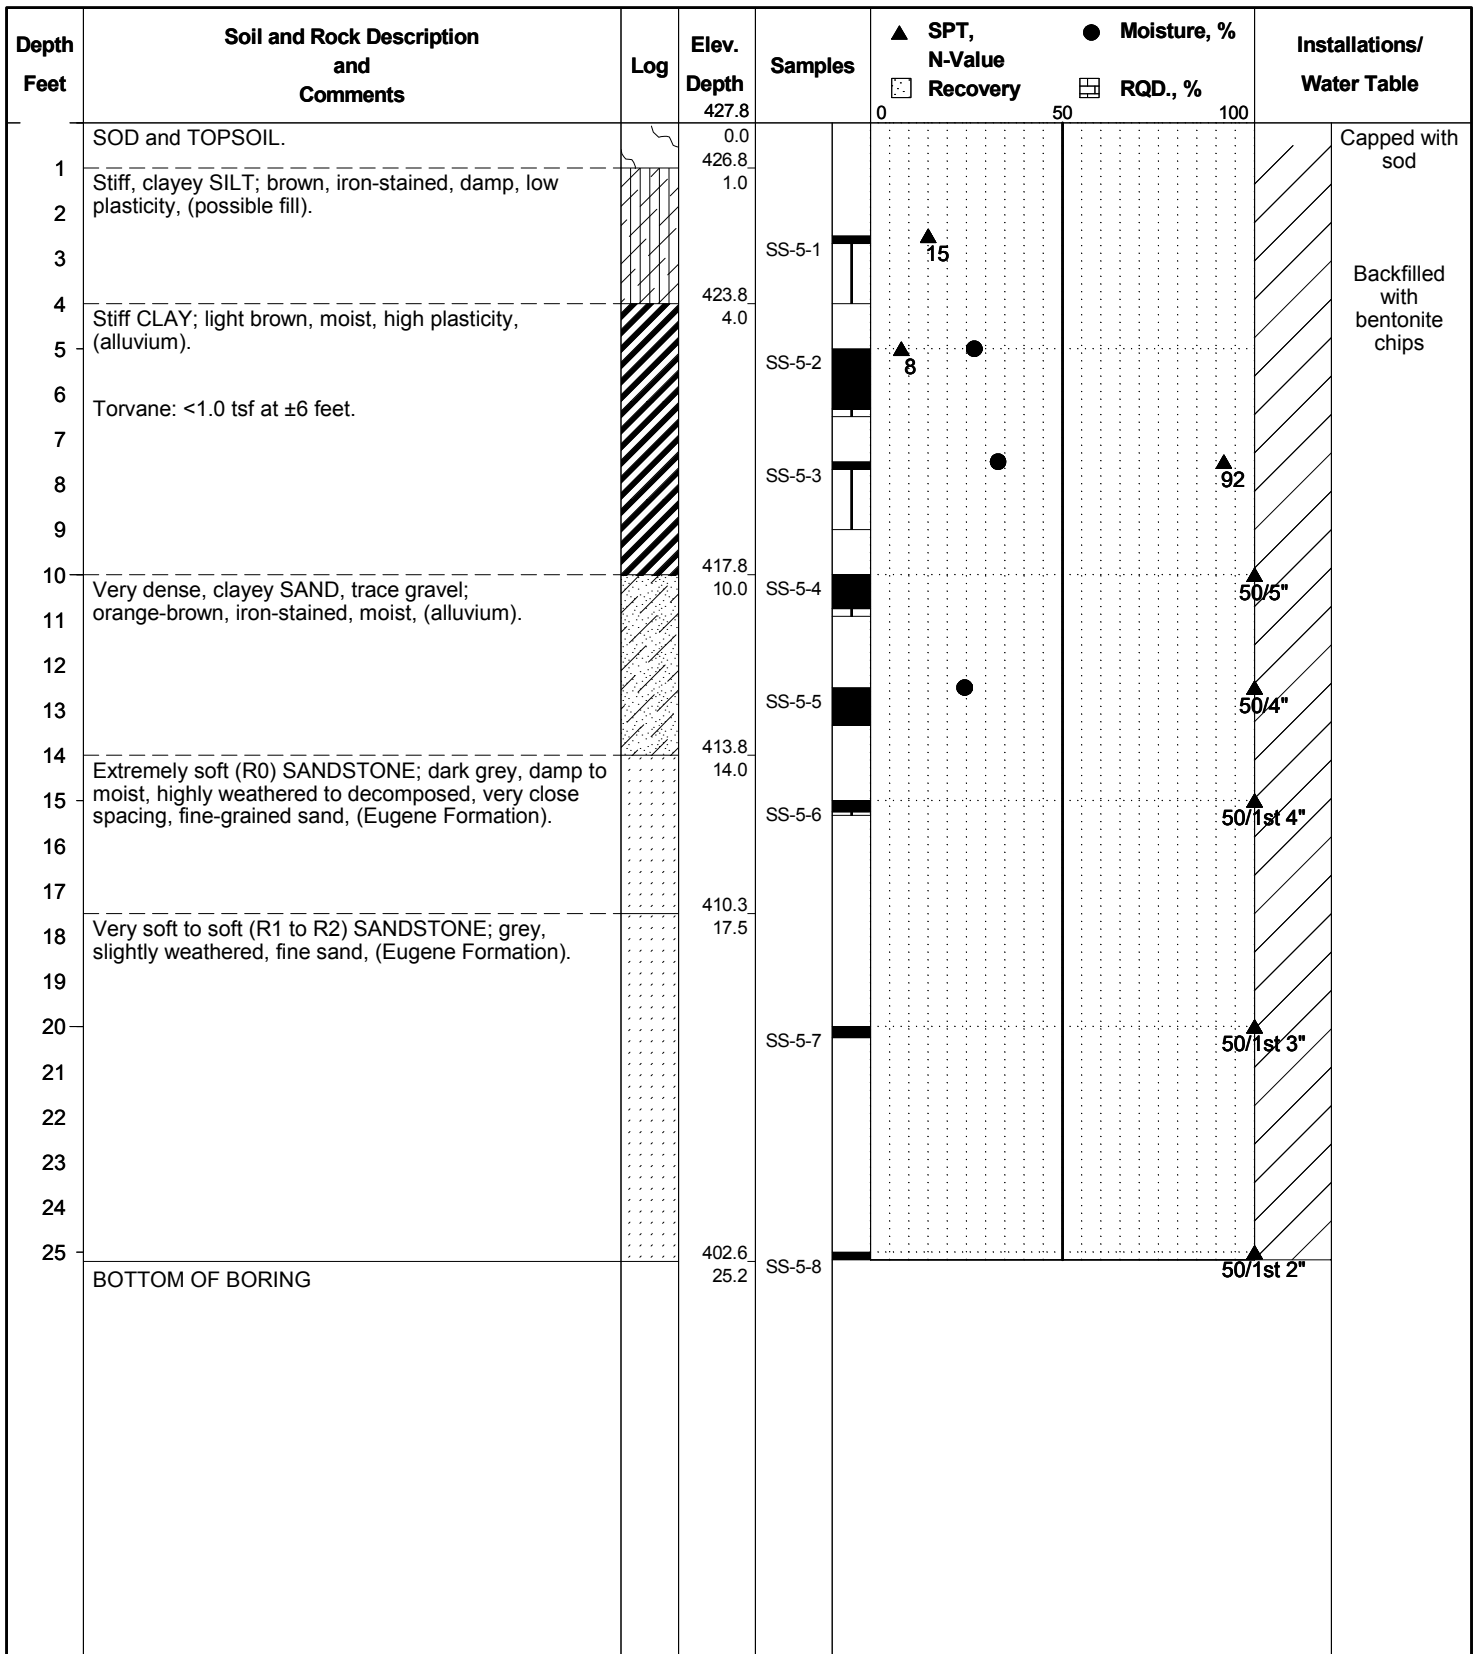 Depth
Feet
Soil and Rock Description
and
Comments
Log
Elev.
Depth
427.8
Samples
SPT,
N-Value
Moisture, %
Recovery
RQD., %
0
50
100
Installations/
Water Table
SOD and TOPSOIL.
0.0
Capped with
sod
1
426.8
Stiff, clayey SILT; brown, iron-stained, damp, low
plasticity, (possible fill).
1.0
2
3
SS-5-1
15
Backfilled
with
bentonite
chips
4
423.8
Stiff CLAY; light brown, moist, high plasticity,
(alluvium).
4.0
5
SS-5-2
8
6
Torvane: <1.0 tsf at ±6 feet.
7
8
SS-5-3
92
9
10
417.8
Very dense, clayey SAND, trace gravel;
orange-brown, iron-stained, moist, (alluvium).
10.0
SS-5-4
50/5"
11
12
13
SS-5-5
50/4"
14
413.8
Extremely soft (R0) SANDSTONE; dark grey, damp to
moist, highly weathered to decomposed, very close
spacing, fine-grained sand, (Eugene Formation).
14.0
15
SS-5-6
50/1st 4"
16
17
410.3
Very soft to soft (R1 to R2) SANDSTONE; grey,
slightly weathered, fine sand, (Eugene Formation).
17.5
18
19
20
SS-5-7
50/1st 3"
21
22
23
24
25
402.6
BOTTOM OF BORING
25.2
SS-5-8
50/1st 2"